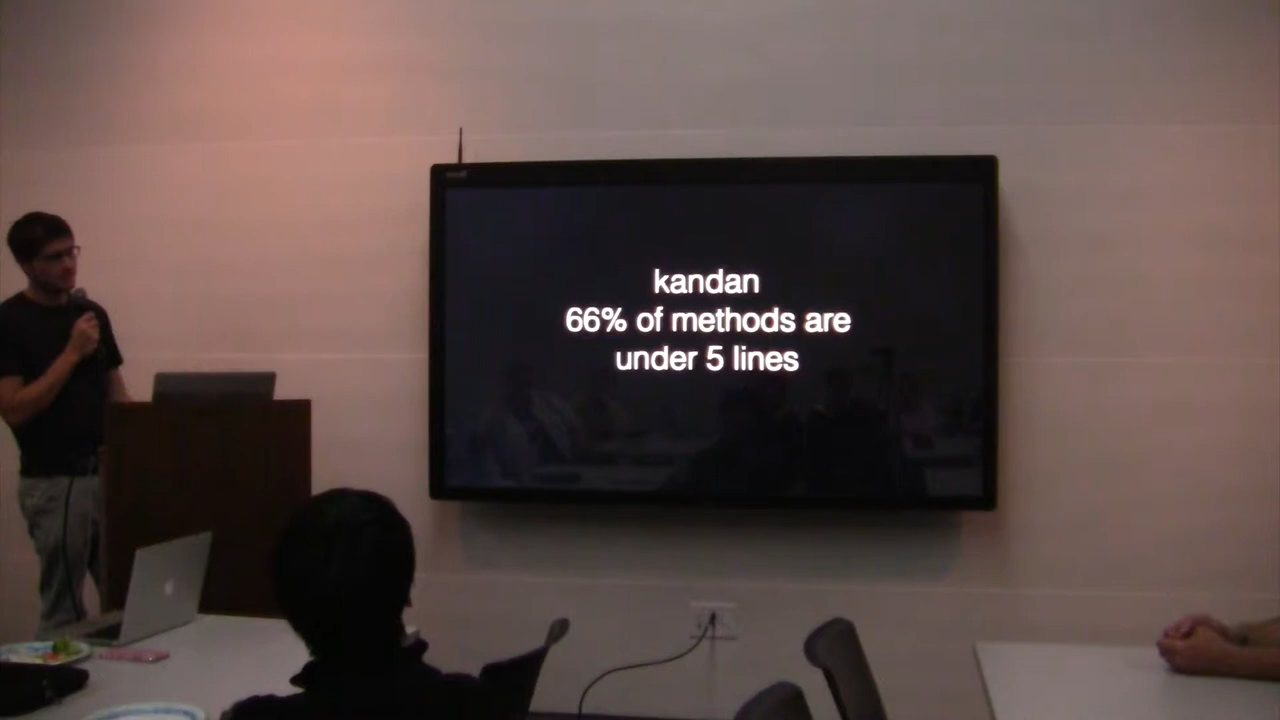 kandan
66% of methods are
under 5 lines